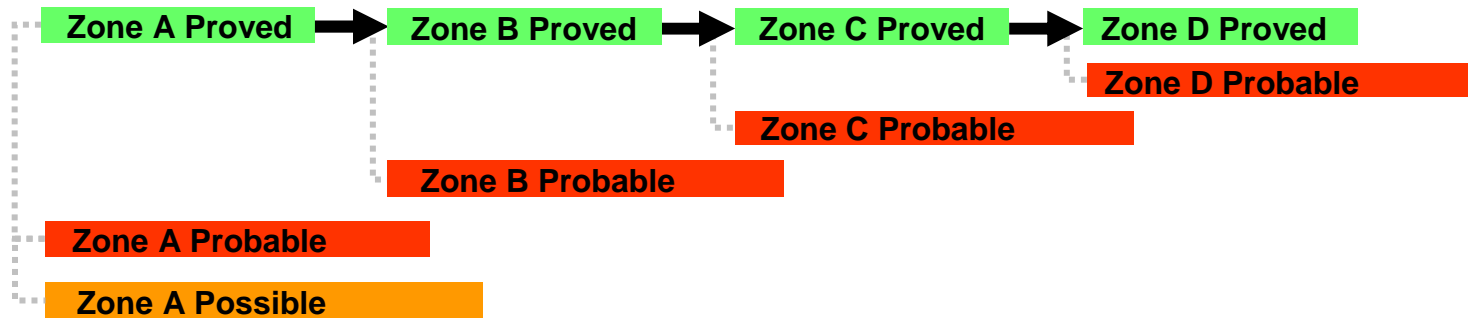 Zone A Proved
Zone B Proved
Zone C Proved
Zone D Proved
Zone D Probable
Zone C Probable
Zone B Probable
Zone A Probable
Zone A Possible